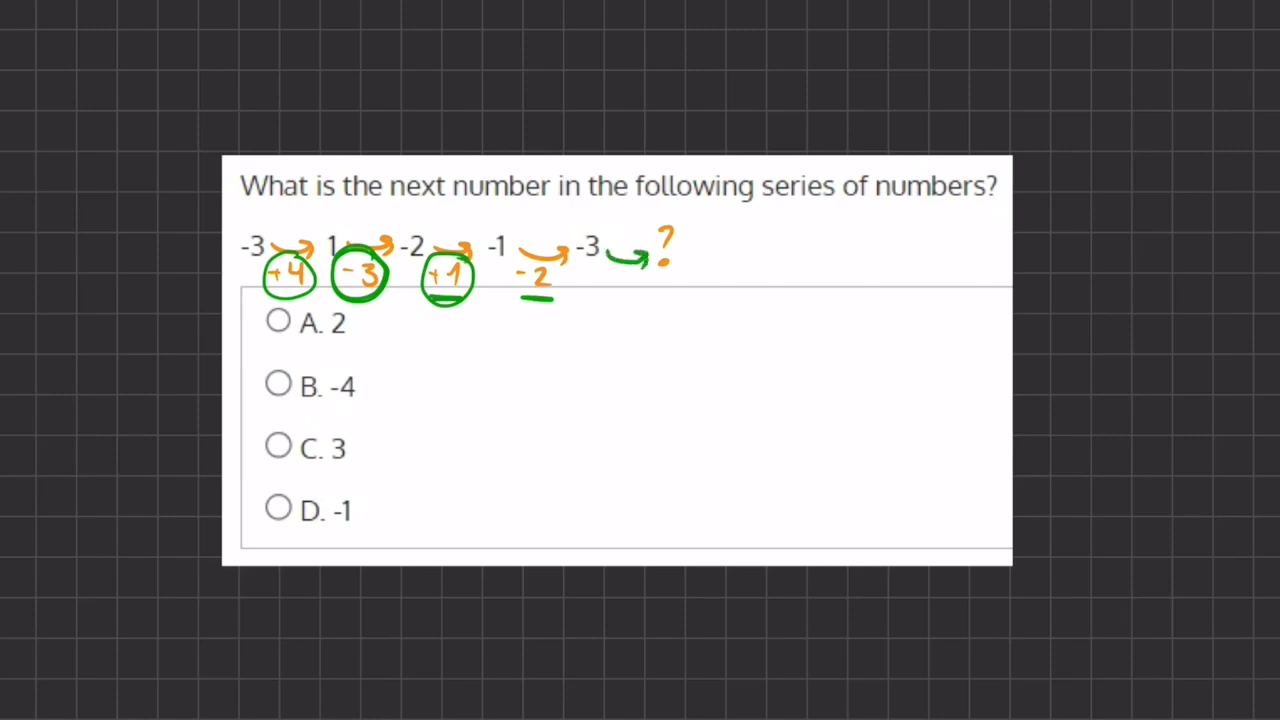 What is the next number in the following series of numbers?
-3 1 -2 -1 -3 ?
+4 -3 +1 -2
A. 2
B. -4
C. 3
D. -1